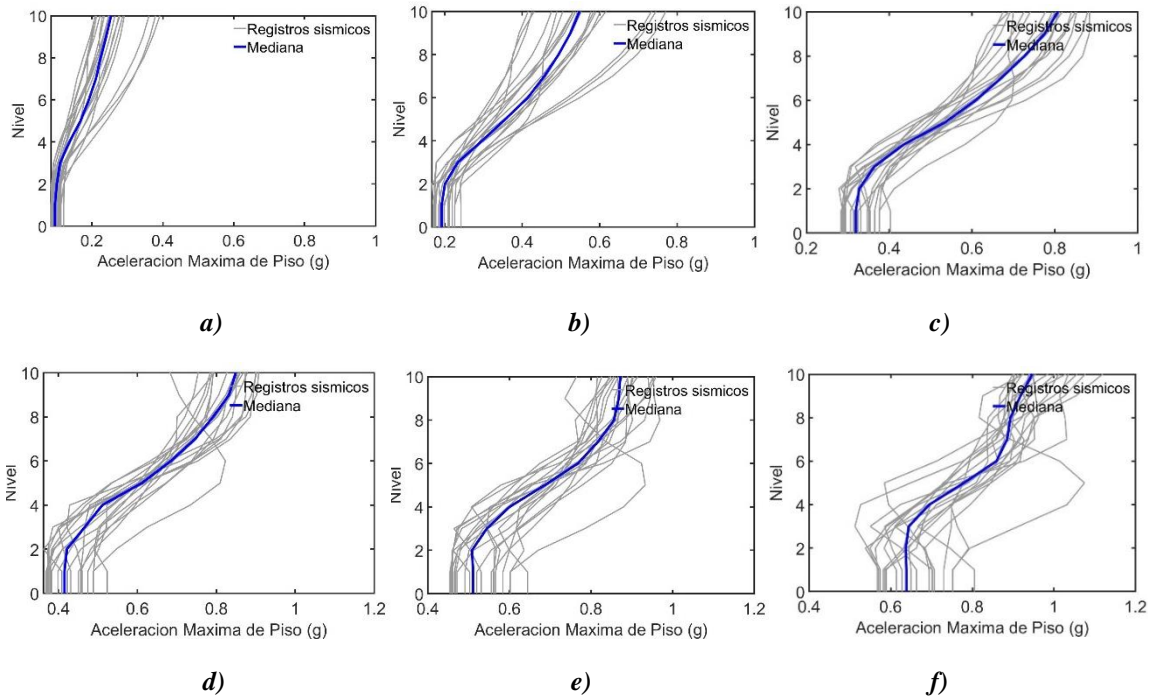 10
8
6
4
2
0
Nivel
Registros sismicos
Mediana
0.2 0.4 0.6 0.8 1
Aceleracion Maxima de Piso (g)
a)
10
8
6
4
2
0
Nivel
Registros sismicos
Mediana
0.2 0.4 0.6 0.8 1
Aceleracion Maxima de Piso (g)
b)
10
8
6
4
2
0
Nivel
Registros sismicos
Mediana
0.2 0.4 0.6 0.8 1
Aceleracion Maxima de Piso (g)
c)
10
8
6
4
2
0
Nivel
Registros sismicos
Mediana
0.4 0.6 0.8 1 1.2
Aceleracion Maxima de Piso (g)
d)
10
8
6
4
2
0
Nivel
Registros sismicos
Mediana
0.4 0.6 0.8 1 1.2
Aceleracion Maxima de Piso (g)
e)
10
8
6
4
2
0
Nivel
Registros sismicos
Mediana
0.4 0.6 0.8 1 1.2
Aceleracion Maxima de Piso (g)
f)